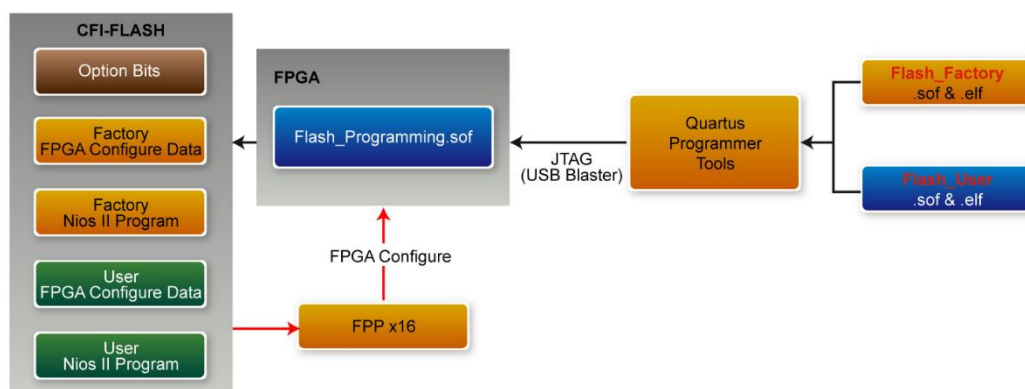 CFI-FLASH
Option Bits
Factory
FPGA Configure Data
Factory
Nios II Program
User
FPGA Configure Data
User
Nios II Program
FPGA
Flash_Programming.sof
FPGA Configure
FPP x16
JTAG
(USB Blaster)
Quartus
Programmer
Tools
Flash_Factory
.sof & .elf
Flash_User
.sof & .elf